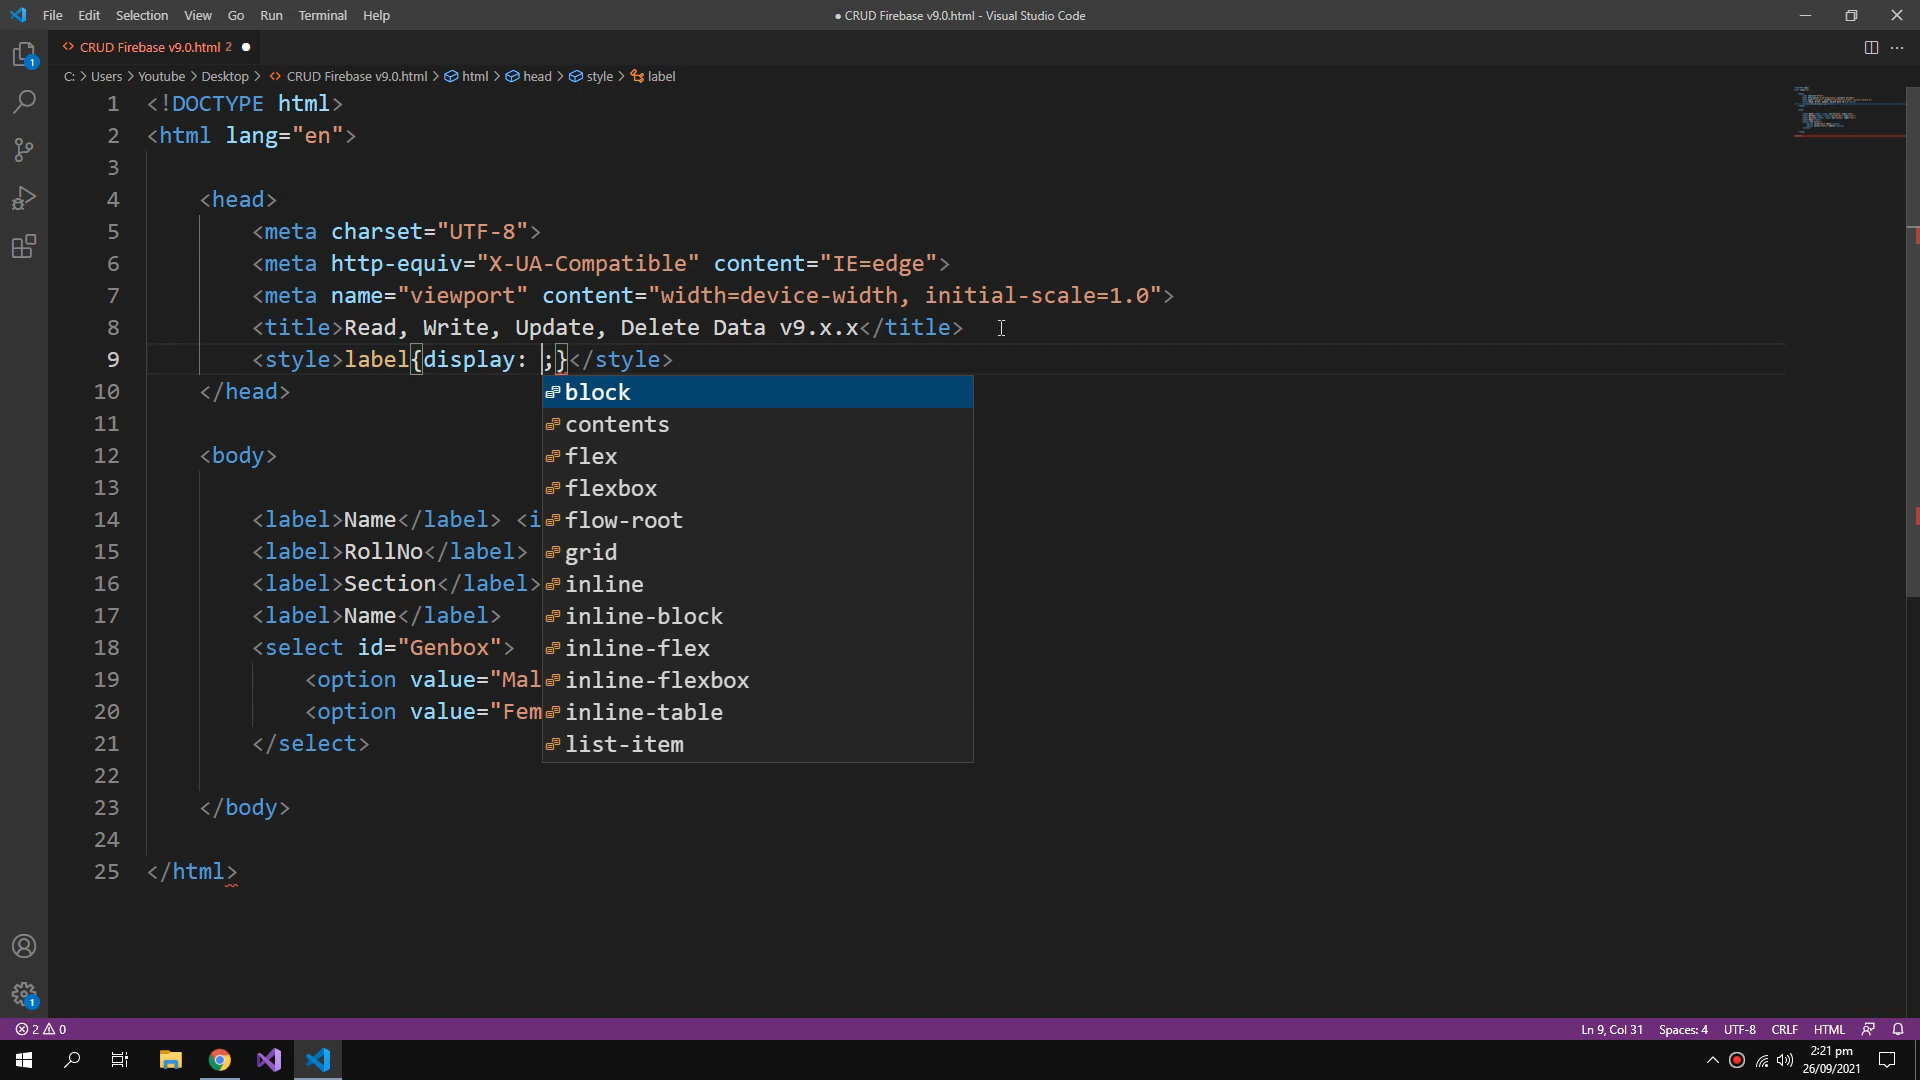 File Edit Selection View Go Run Terminal Help
● CRUD Firebase v9.0.html - Visual Studio Code
CRUD Firebase v9.0.html 2 ●
C: > Users > Youtube > Desktop > CRUD Firebase v9.0.html > html > head > style > label
1 <!DOCTYPE html>
2 <html lang="en">
3
4 <head>
5 <meta charset="UTF-8">
6 <meta http-equiv="X-UA-Compatible" content="IE=edge">
7 <meta name="viewport" content="width=device-width, initial-scale=1.0">
8 <title>Read, Write, Update, Delete Data v9.x.x</title>
9 <style>label{display: ;}</style>
10 </head>
block
contents
11
flex
12 <body>
flexbox
13
14 <label>Name</label> <i
flow-root
15 <label>RollNo</label>
grid
16 <label>Section</label>
inline
17 <label>Name</label>
inline-block
18 <select id="Genbox">
inline-flex
19 <option value="Mal
inline-flexbox
20 <option value="Fem
inline-table
21 </select>
list-item
22
23 </body>
24
25 </html>
1
1
2 0
Ln 9, Col 31 Spaces: 4 UTF-8 CRLF HTML
2:21 pm
26/09/2021